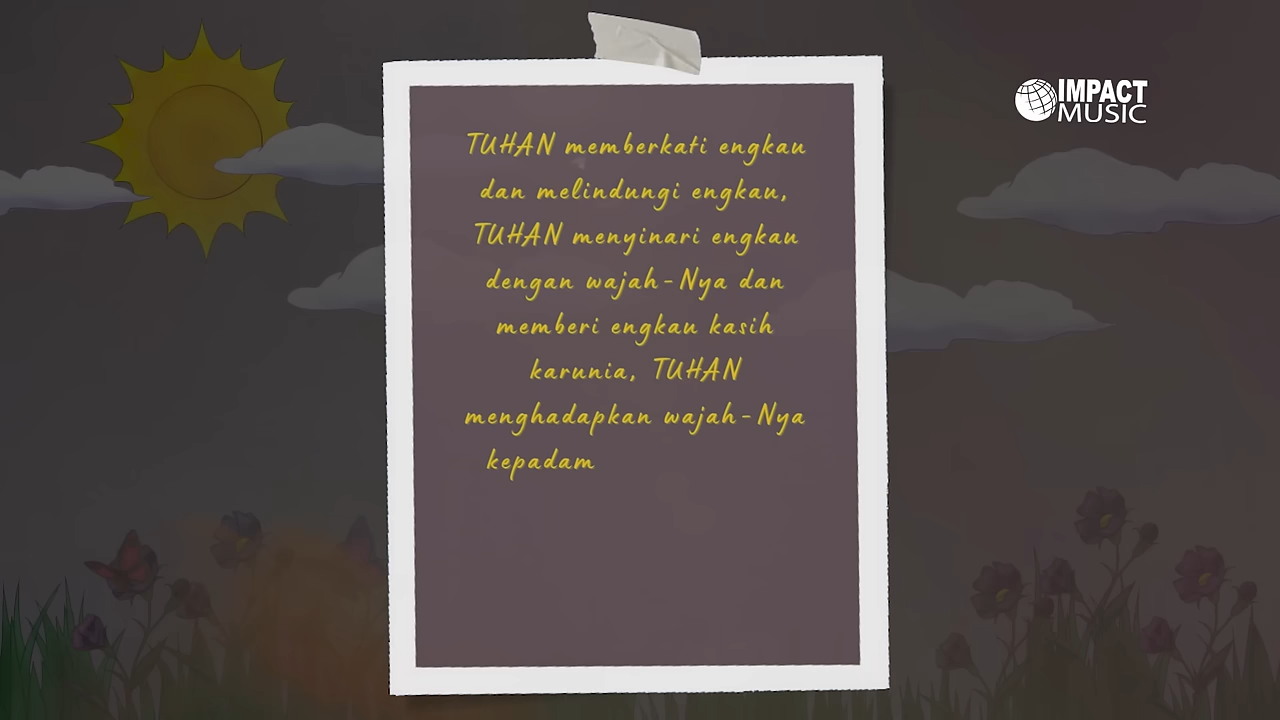 TUHAN memberkati engkau
dan melindungi engkau,
TUHAN menyinari engkau
dengan wajah-Nya dan
memberi engkau kasih
karunia, TUHAN
menghadapkan wajah-Nya
kepadam
IMPACT
MUSIC